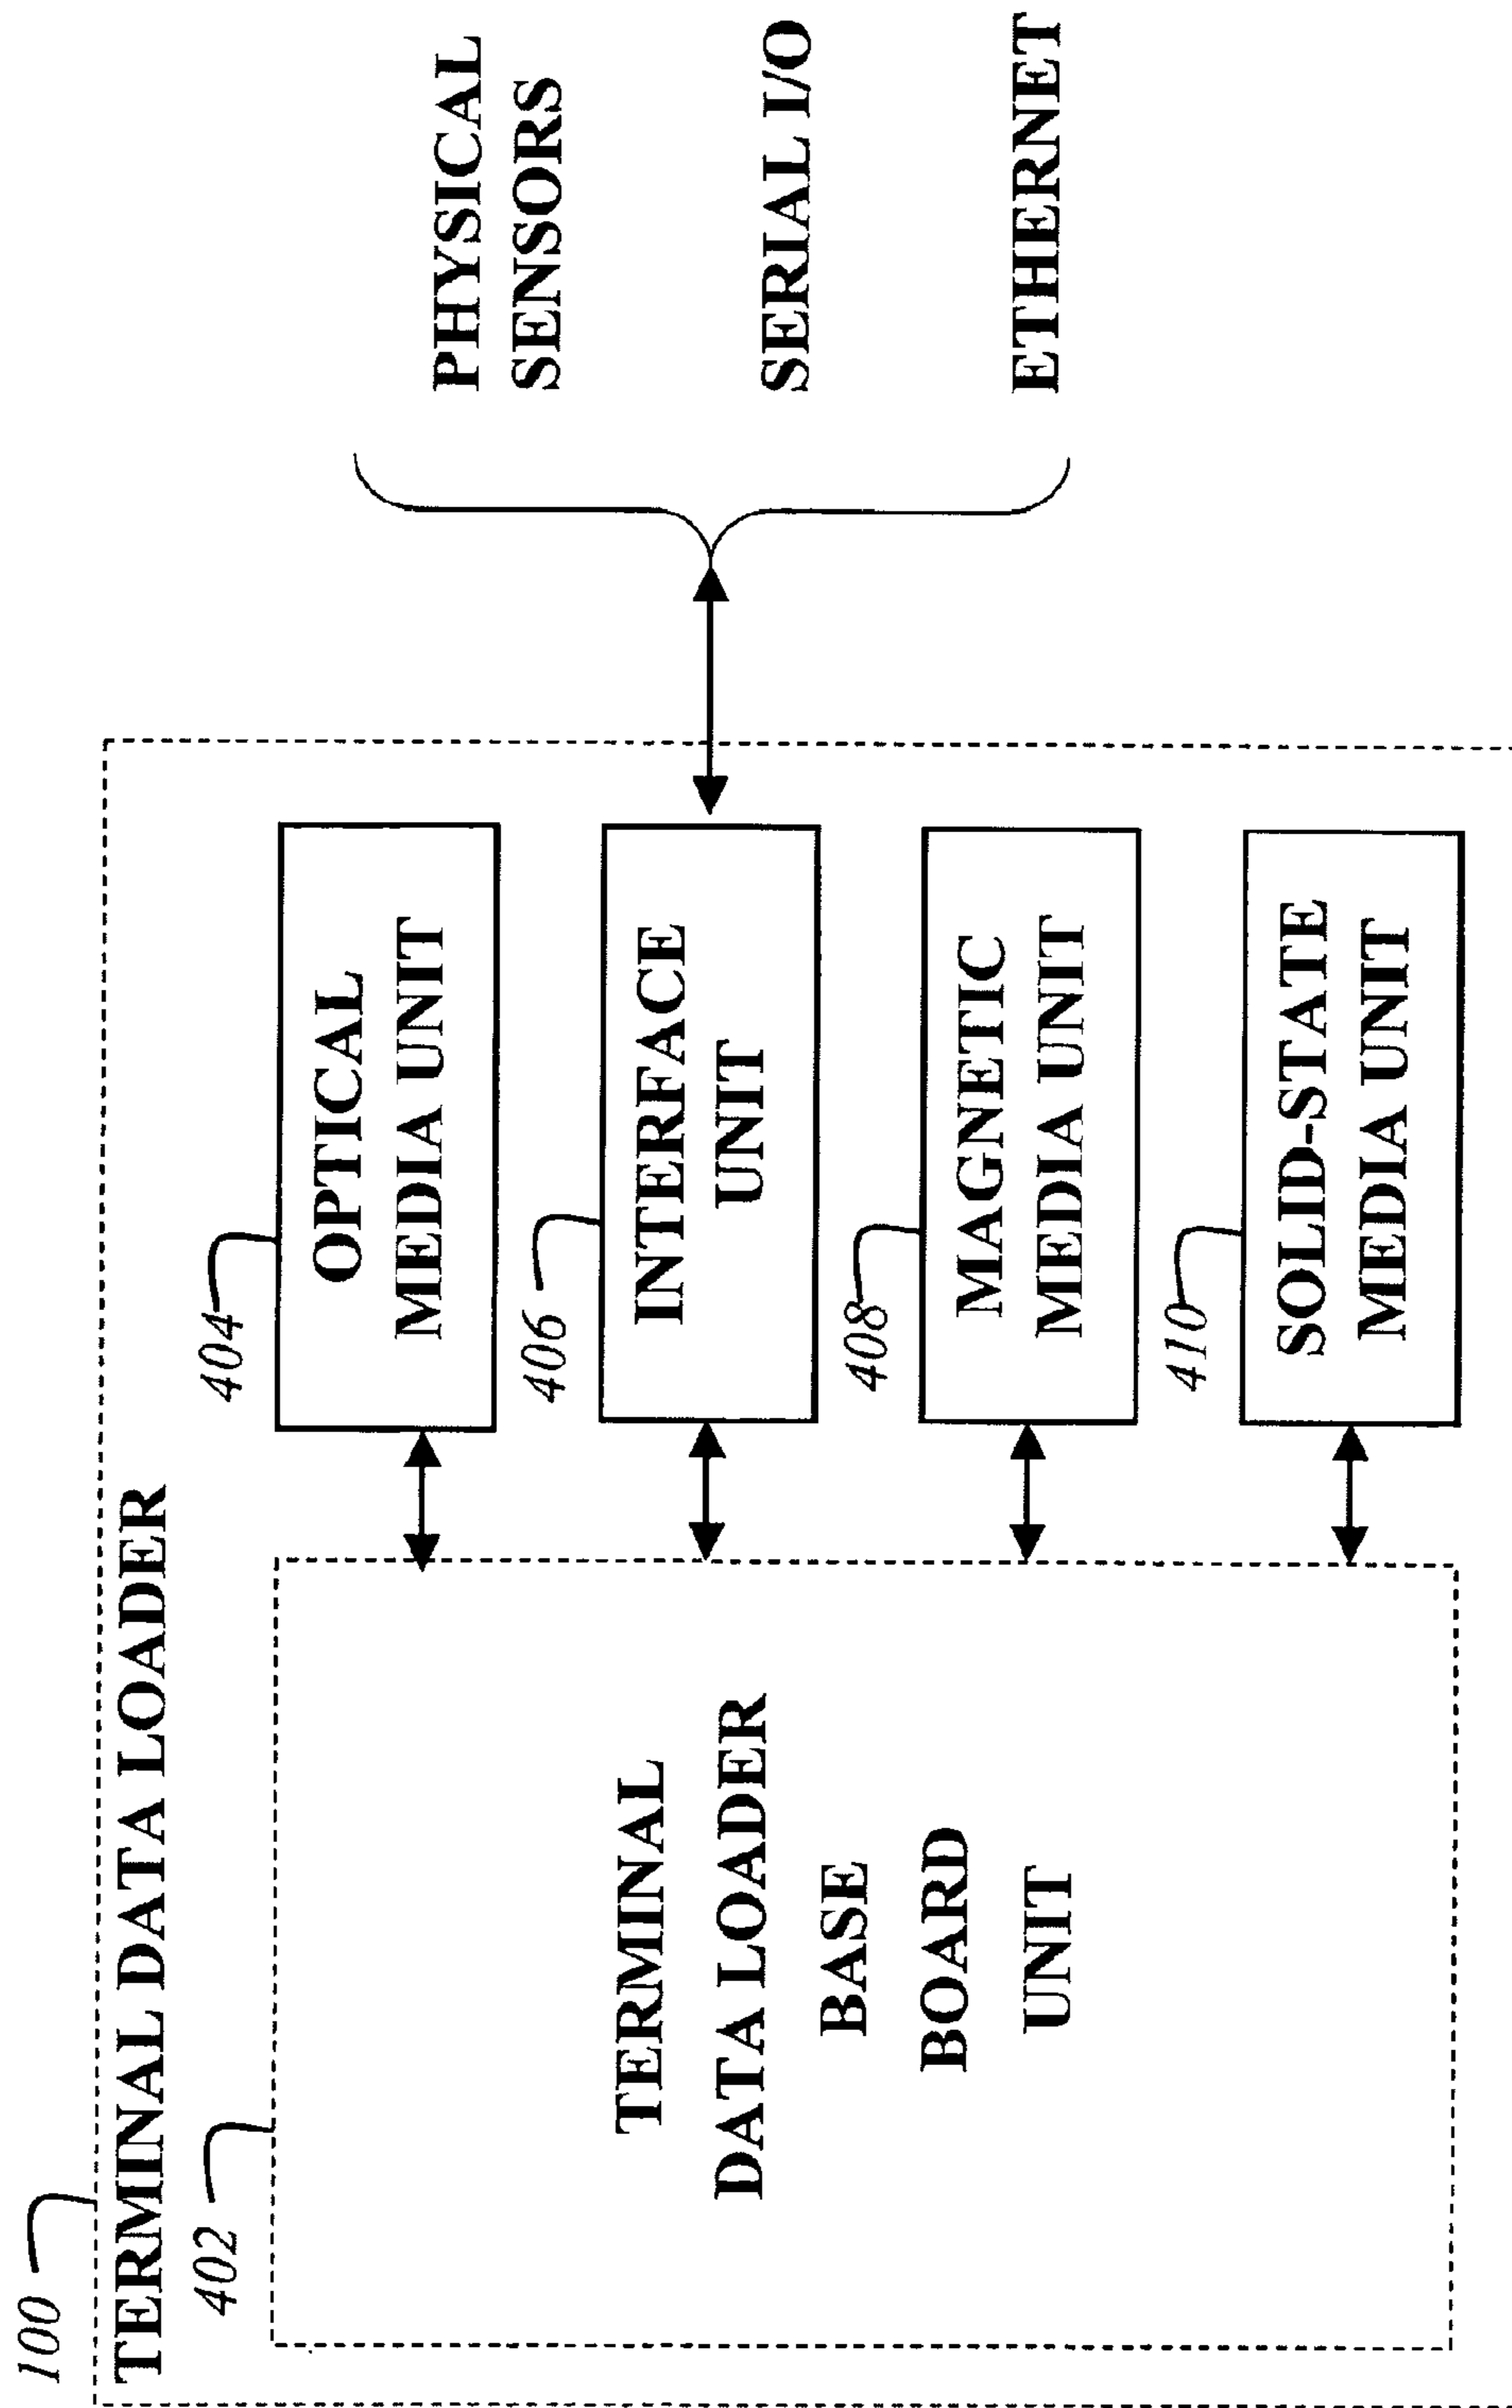 100
TERMINAL DATA LOADER
402
TERMINAL
DATA LOADER
BASE
BOARD
UNIT
404
OPTICAL
MEDIA UNIT
406
INTERFACE
UNIT
408
MAGNETIC
MEDIA UNIT
410
SOLID-STATE
MEDIA UNIT
PHYSICAL
SENSORS
SERIAL I/O
ETHERNET